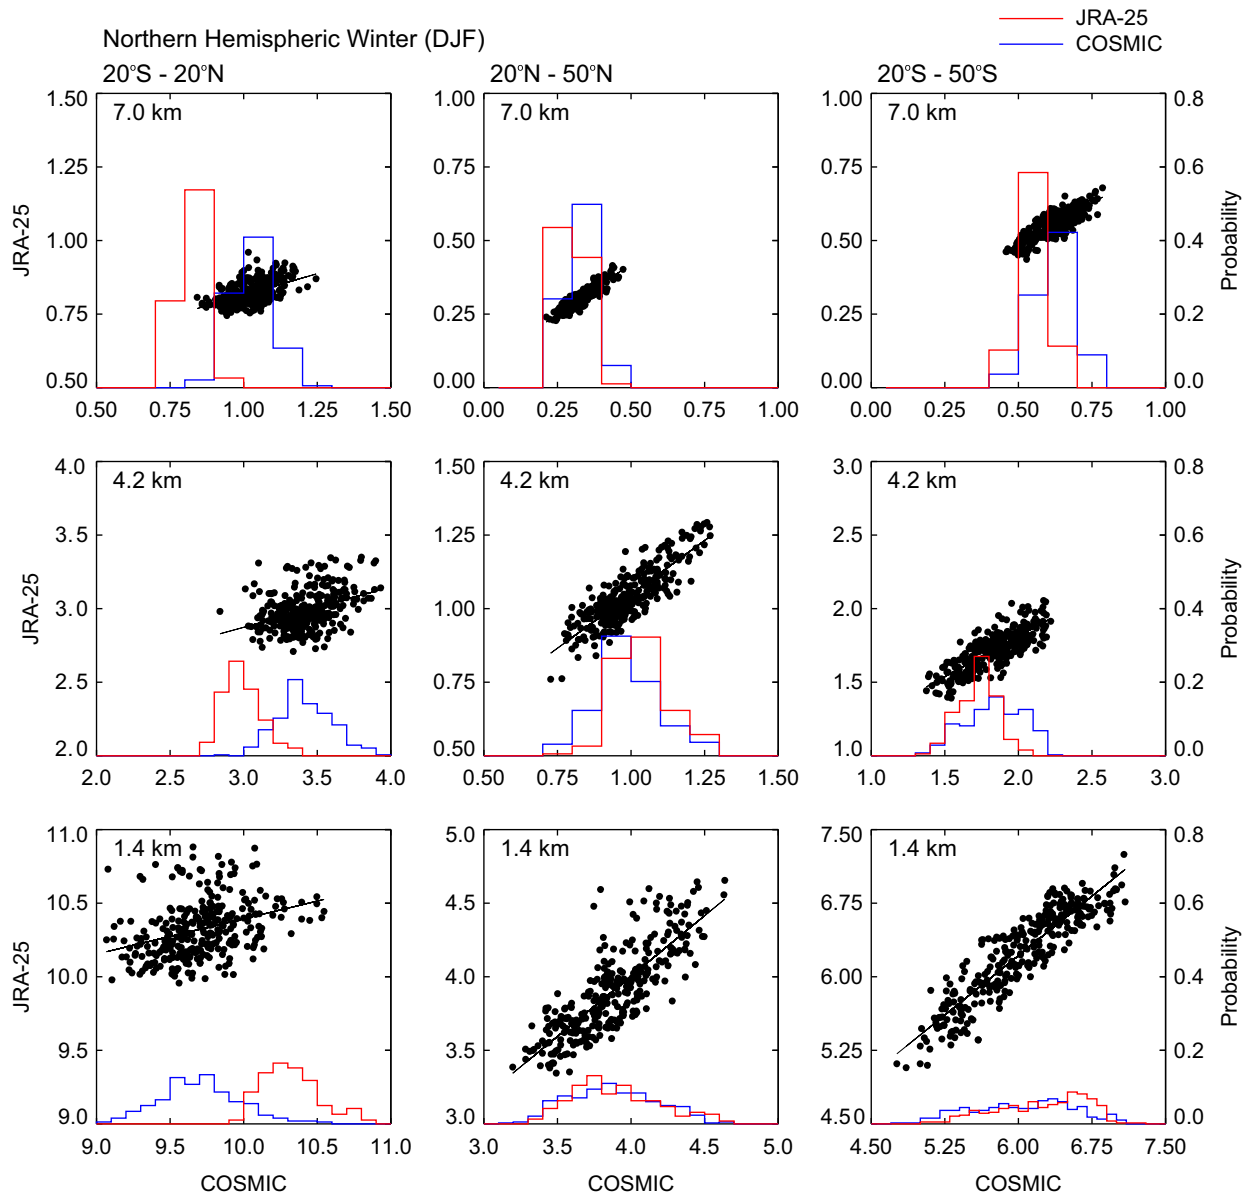 JRA-25
COSMIC
Northern Hemispheric Winter (DJF)
20°S - 20°N
20°N - 50°N
20°S - 50°S
7.0 km
7.0 km
7.0 km
1.50
1.25
1.00
0.75
0.50
JRA-25
0.50 0.75 1.00 1.25 1.50
1.00
0.75
0.50
0.25
0.00
0.00 0.25 0.50 0.75 1.00
1.00
0.75
0.50
0.25
0.00
0.00 0.25 0.50 0.75 1.00
0.8
0.6
0.4
0.2
0.0
Probability
4.2 km
4.2 km
4.2 km
4.0
3.5
3.0
2.5
2.0
JRA-25
2.0 2.5 3.0 3.5 4.0
1.50
1.25
1.00
0.75
0.50
0.50 0.75 1.00 1.25 1.50
3.0
2.5
2.0
1.5
1.0
1.0 1.5 2.0 2.5 3.0
0.8
0.6
0.4
0.2
0.0
Probability
1.4 km
1.4 km
1.4 km
11.0
10.5
10.0
9.5
9.0
JRA-25
9.0 9.5 10.0 10.5 11.0
COSMIC
5.0
4.5
4.0
3.5
3.0
3.0 3.5 4.0 4.5 5.0
COSMIC
7.50
6.75
6.00
5.25
4.50
4.50 5.25 6.00 6.75 7.50
COSMIC
0.8
0.6
0.4
0.2
0.0
Probability